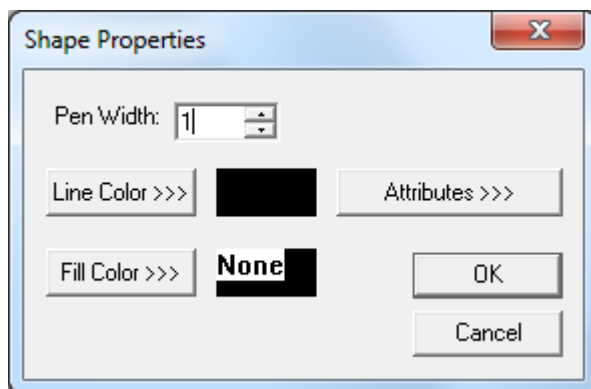 Shape Properties
Pen Width: 1
Line Color >>> Attributes >>>
Fill Color >>> None OK
Cancel